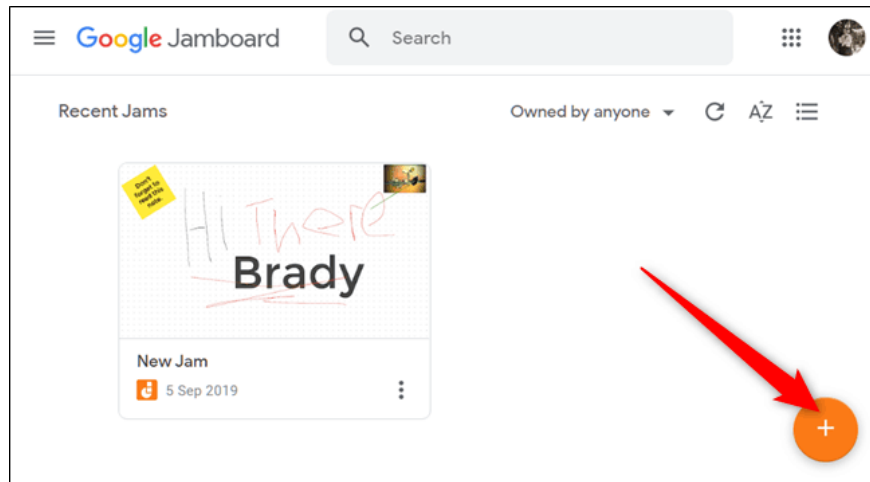 Google Jamboard
Search
Recent Jams
Owned by anyone
AZ
Don't
forget to
read this
note.
Hi There
Brady
New Jam
5 Sep 2019
+